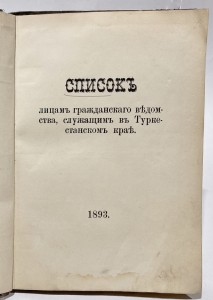 СПИСОКЪ
лицамъ гражданскаго вѣдом-
ства, служащимъ въ Турке-
станскомъ краѣ.
1893.